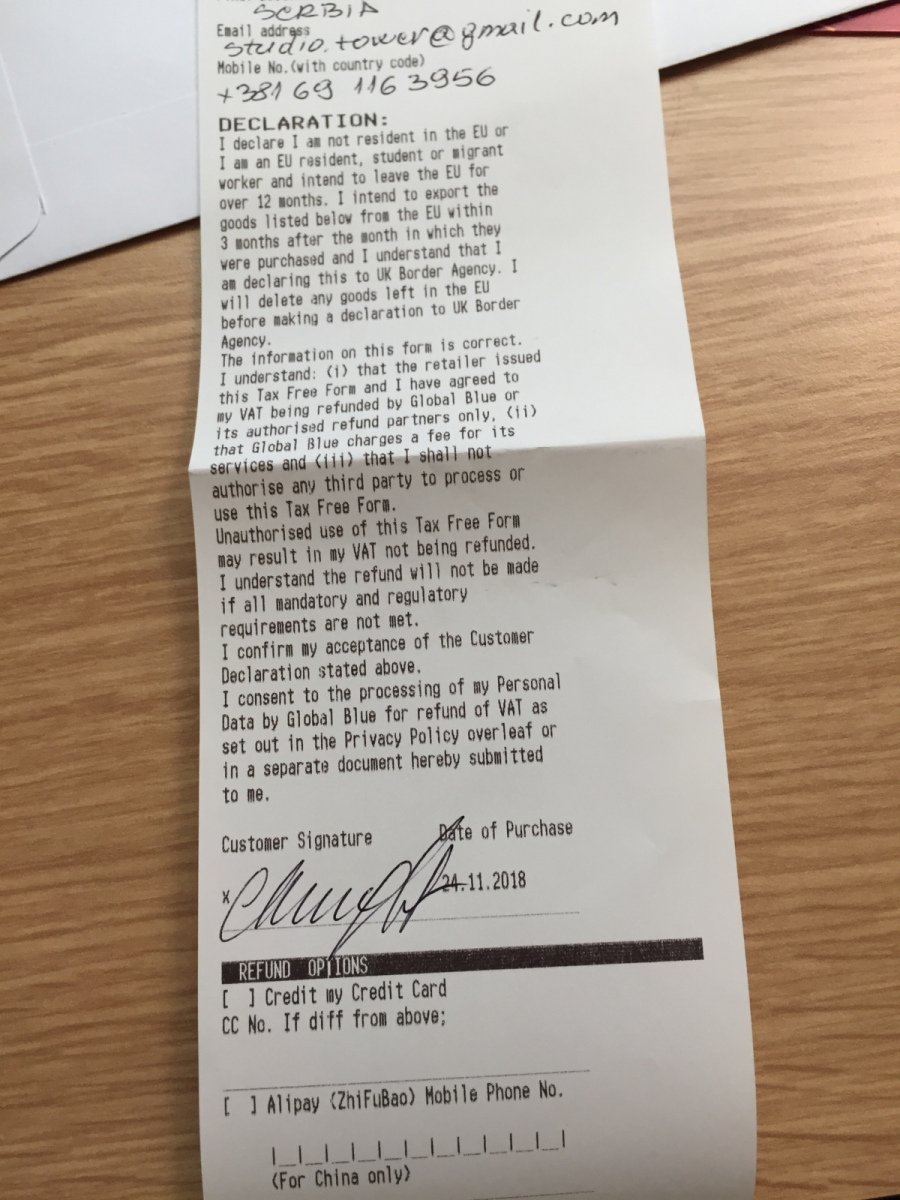 SERBIA
Email address
studio.tower@gmail.com
Mobile No.(with country code)
+381 69 116 3956
DECLARATION:
I declare I am not resident in the EU or
I am an EU resident, student or migrant
worker and intend to leave the EU for
over 12 months. I intend to export the
goods listed below from the EU within
3 months after the month in which they
were purchased and I understand that I
am declaring this to UK Border Agency. I
will delete any goods left in the EU
before making a declaration to UK Border
Agency.
The information on this form is correct.
I understand: (i) that the retailer issued
this Tax Free Form and I have agreed to
my VAT being refunded by Global Blue or
its authorised refund partners only, (ii)
that Global Blue charges a fee for its
services and (iii) that I shall not
authorise any third party to process or
use this Tax Free Form.
Unauthorised use of this Tax Free Form
may result in my VAT not being refunded.
I understand the refund will not be made
if all mandatory and regulatory
requirements are not met.
I confirm my acceptance of the Customer
Declaration stated above.
I consent to the processing of my Personal
Data by Global Blue for refund of VAT as
set out in the Privacy Policy overleaf or
in a separate document hereby submitted
to me.
Customer Signature Date of Purchase
x 24.11.2018
REFUND OPTIONS
[ ] Credit my Credit Card
CC No. If diff from above;
[ ] Alipay (ZhiFuBao) Mobile Phone No.
|_|_|_|_|_|_|_|_|_|_|_|
(For China only)